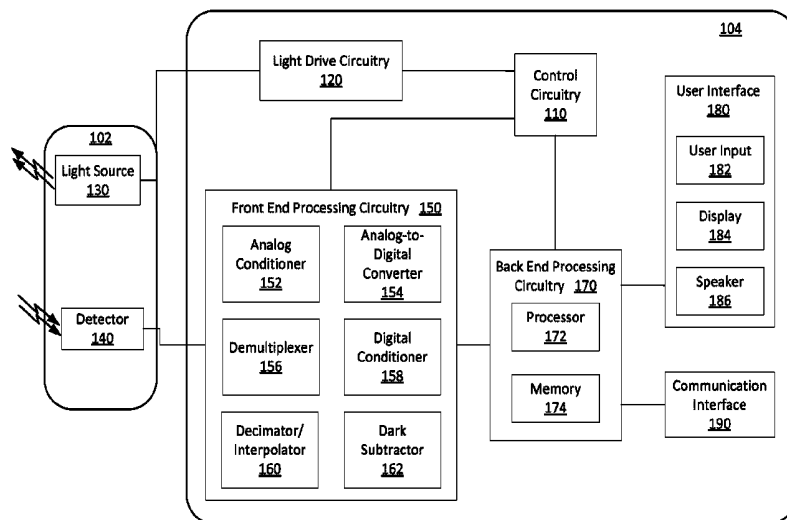 104
Light Drive Circuitry
120
Control
Circuitry
110
User Interface
180
User Input
182
Display
184
Speaker
186
102
Light Source
130
Detector
140
Front End Processing Circuitry 150
Analog
Conditioner
152
Analog-to-
Digital
Converter
154
Demultiplexer
156
Digital
Conditioner
158
Decimator/
Interpolator
160
Dark
Subtractor
162
Back End Processing
Circuitry 170
Processor
172
Memory
174
Communication
Interface
190